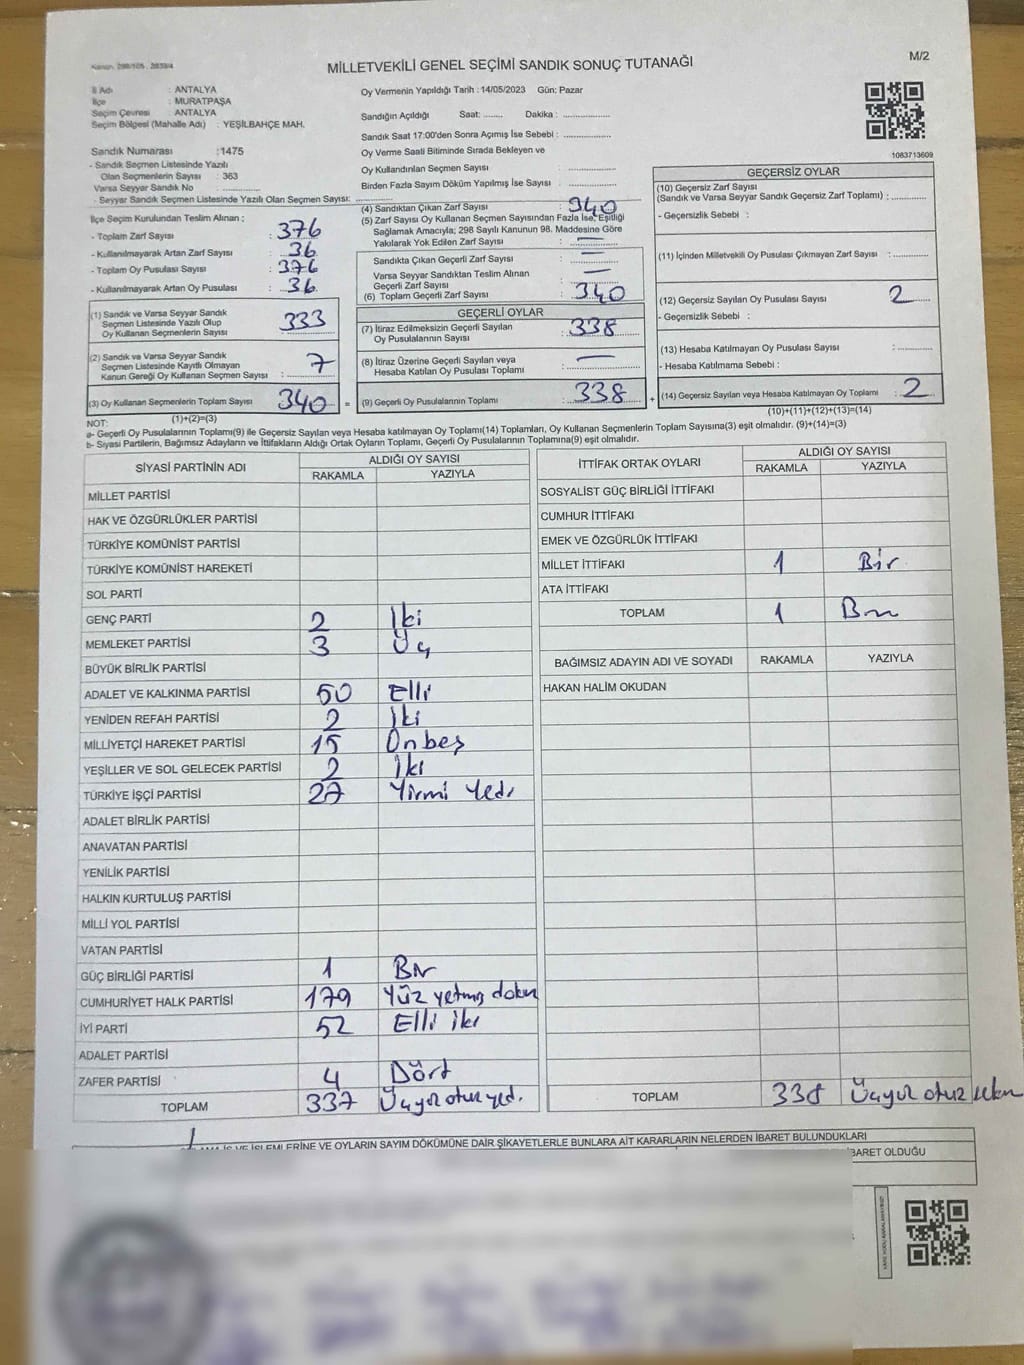 Kanun: 298/105 , 2839/4
MİLLETVEKİLİ GENEL SEÇİMİ SANDIK SONUÇ TUTANAĞI
M/2
İl Adı : ANTALYA
İlçe : MURATPAŞA
Seçim Çevresi : ANTALYA
Seçim Bölgesi (Mahalle Adı) : YEŞİLBAHÇE MAH.
Sandık Numarası :1475
- Sandık Seçmen Listesinde Yazılı
Olan Seçmenlerin Sayısı : 363
Varsa Seyyar Sandık No :
- Seyyar Sandık Seçmen Listesinde Yazılı Olan Seçmen Sayısı:
Oy Vermenin Yapıldığı Tarih : 14/05/2023 Gün: Pazar
Sandığın Açıldığı Saat: ........ Dakika : ................
Sandık Saat 17:00'den Sonra Açılmış İse Sebebi : ................
Oy Verme Saati Bitiminde Sırada Bekleyen ve
Oy Kullandırılan Seçmen Sayısı : ................
Birden Fazla Sayım Döküm Yapılmış İse Sayısı : ................
1083713609
İlçe Seçim Kurulundan Teslim Alınan ;
- Toplam Zarf Sayısı : 376
- Kullanılmayarak Artan Zarf Sayısı : 36
- Toplam Oy Pusulası Sayısı : 376
- Kullanılmayarak Artan Oy Pusulası : 36
(1) Sandık ve Varsa Seyyar Sandık
Seçmen Listesinde Yazılı Olup
Oy Kullanan Seçmenlerin Sayısı : 333
(2) Sandık ve Varsa Seyyar Sandık
Seçmen Listesinde Kayıtlı Olmayan
Kanun Gereği Oy Kullanan Seçmen Sayısı : 7
(3) Oy Kullanan Seçmenlerin Toplam Sayısı : 340 =
(1)+(2)=(3)
(4) Sandıktan Çıkan Zarf Sayısı : 340
(5) Zarf Sayısı Oy Kullanan Seçmen Sayısından Fazla İse, Eşitliği
Sağlamak Amacıyla; 298 Sayılı Kanunun 98. Maddesine Göre
Yakılarak Yok Edilen Zarf Sayısı : —
Sandıkta Çıkan Geçerli Zarf Sayısı : —
Varsa Seyyar Sandıktan Teslim Alınan
Geçerli Zarf Sayısı : —
(6) Toplam Geçerli Zarf Sayısı : 340
GEÇERLİ OYLAR
(7) İtiraz Edilmeksizin Geçerli Sayılan
Oy Pusulalarının Sayısı : 338
(8) İtiraz Üzerine Geçerli Sayılan veya
Hesaba Katılan Oy Pusulası Toplamı : —
(9) Geçerli Oy Pusulalarının Toplamı : 338 +
GEÇERSİZ OYLAR
(10) Geçersiz Zarf Sayısı
(Sandık ve Varsa Seyyar Sandık Geçersiz Zarf Toplamı) : ............
- Geçersizlik Sebebi :
(11) İçinden Milletvekili Oy Pusulası Çıkmayan Zarf Sayısı : ............
(12) Geçersiz Sayılan Oy Pusulası Sayısı : 2
- Geçersizlik Sebebi :
(13) Hesaba Katılmayan Oy Pusulası Sayısı : ............
- Hesaba Katılmama Sebebi :
(14) Geçersiz Sayılan veya Hesaba Katılmayan Oy Toplamı : 2
(10)+(11)+(12)+(13)=(14)
NOT:
a- Geçerli Oy Pusulalarının Toplamı(9) ile Geçersiz Sayılan veya Hesaba Katılmayan Oy Toplamı(14) Toplamları, Oy Kullanan Seçmenlerin Toplam Sayısına(3) eşit olmalıdır. (9)+(14)=(3)
b- Siyasi Partilerin, Bağımsız Adayların ve İttifakların Aldığı Ortak Oyların Toplamı, Geçerli Oy Pusulalarının Toplamına(9) eşit olmalıdır.
SİYASİ PARTİNİN ADI ALDIĞI OY SAYISI
RAKAMLA YAZIYLA
MİLLET PARTİSİ
HAK VE ÖZGÜRLÜKLER PARTİSİ
TÜRKİYE KOMÜNİST PARTİSİ
TÜRKİYE KOMÜNİST HAREKETİ
SOL PARTİ
GENÇ PARTİ 2 İki
MEMLEKET PARTİSİ 3 Üç
BÜYÜK BİRLİK PARTİSİ
ADALET VE KALKINMA PARTİSİ 50 Elli
YENİDEN REFAH PARTİSİ 2 İki
MİLLİYETÇİ HAREKET PARTİSİ 15 Onbeş
YEŞİLLER VE SOL GELECEK PARTİSİ 2 İki
TÜRKİYE İŞÇİ PARTİSİ 27 Yirmi Yedi
ADALET BİRLİK PARTİSİ
ANAVATAN PARTİSİ
YENİLİK PARTİSİ
HALKIN KURTULUŞ PARTİSİ
MİLLİ YOL PARTİSİ
VATAN PARTİSİ
GÜÇ BİRLİĞİ PARTİSİ 1 Bir
CUMHURİYET HALK PARTİSİ 179 Yüz yetmiş dokuz
İYİ PARTİ 52 Elli iki
ADALET PARTİSİ
ZAFER PARTİSİ 4 Dört
TOPLAM 337 Üçyüz otuz yedi
İTTİFAK ORTAK OYLARI ALDIĞI OY SAYISI
RAKAMLA YAZIYLA
SOSYALİST GÜÇ BİRLİĞİ İTTİFAKI
CUMHUR İTTİFAKI
EMEK VE ÖZGÜRLÜK İTTİFAKI
MİLLET İTTİFAKI 1 Bir
ATA İTTİFAKI
TOPLAM 1 Bir
BAĞIMSIZ ADAYIN ADI VE SOYADI RAKAMLA YAZIYLA
HAKAN HALİM OKUDAN
TOPLAM 338 Üçyüz otuz sekiz
İŞLEMLERİNE VE OYLARIN SAYIM DÖKÜMÜNE DAİR ŞİKAYETLERLE BUNLARA AİT KARARLARIN NELERDEN İBARET BULUNDUKLARI
İBARET OLDUĞU